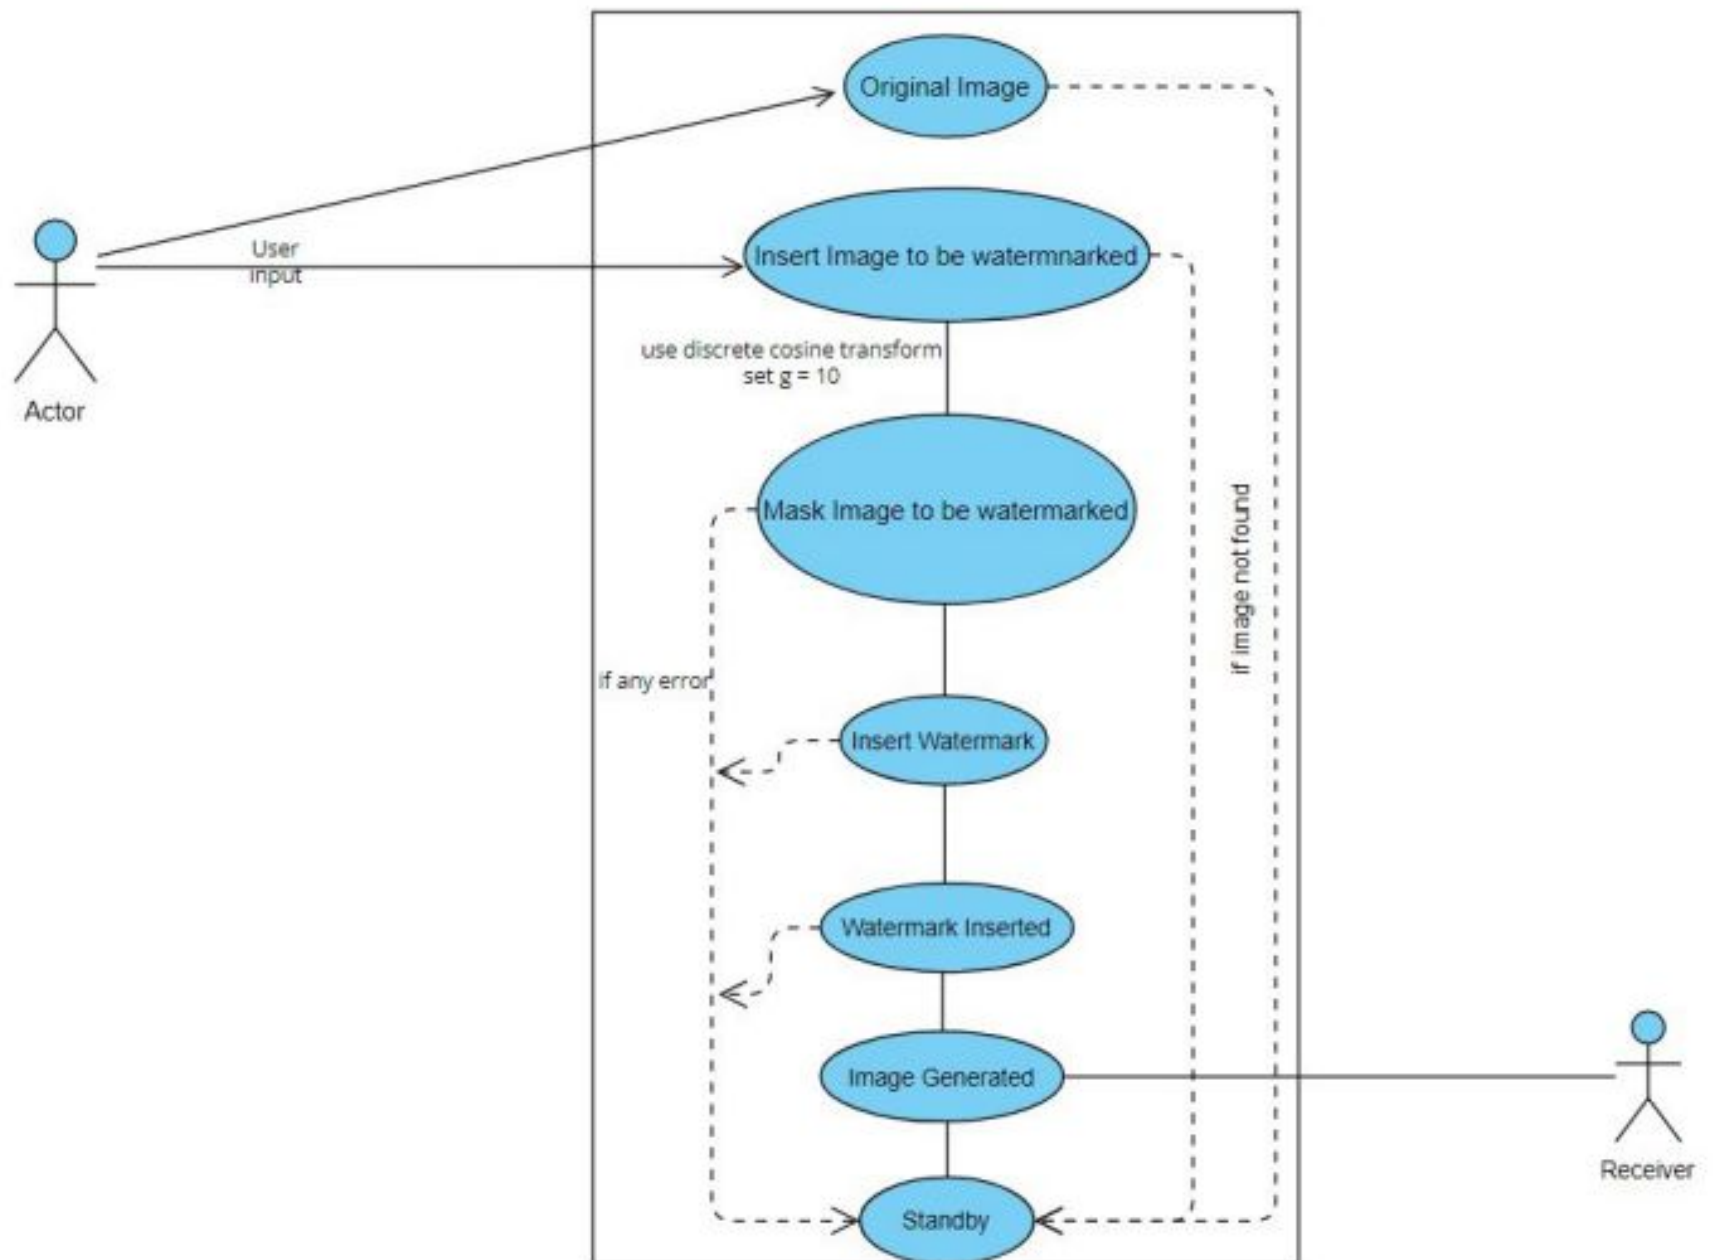 Original Image
User
input
Insert Image to be watermnarked
Actor
use discrete cosine transform
set g = 10
Mask Image to be watermarked
if image not found
if any error
Insert Watermark
Watermark Inserted
Image Generated
Receiver
Standby